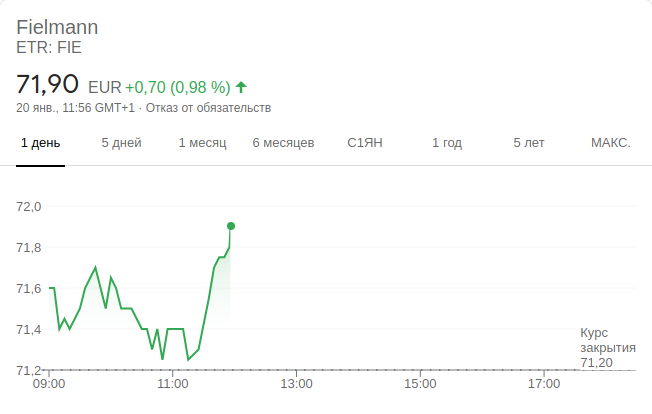 Fielmann
ETR: FIE
71,90 EUR +0,70 (0,98 %)
20 янв., 11:56 GMT+1 · Отказ от обязательств
1 день 5 дней 1 месяц 6 месяцев С1ЯН 1 год 5 лет МАКС.
72,0
71,8
71,6
71,4
71,2
Курс
закрытия
71,20
09:00 11:00 13:00 15:00 17:00